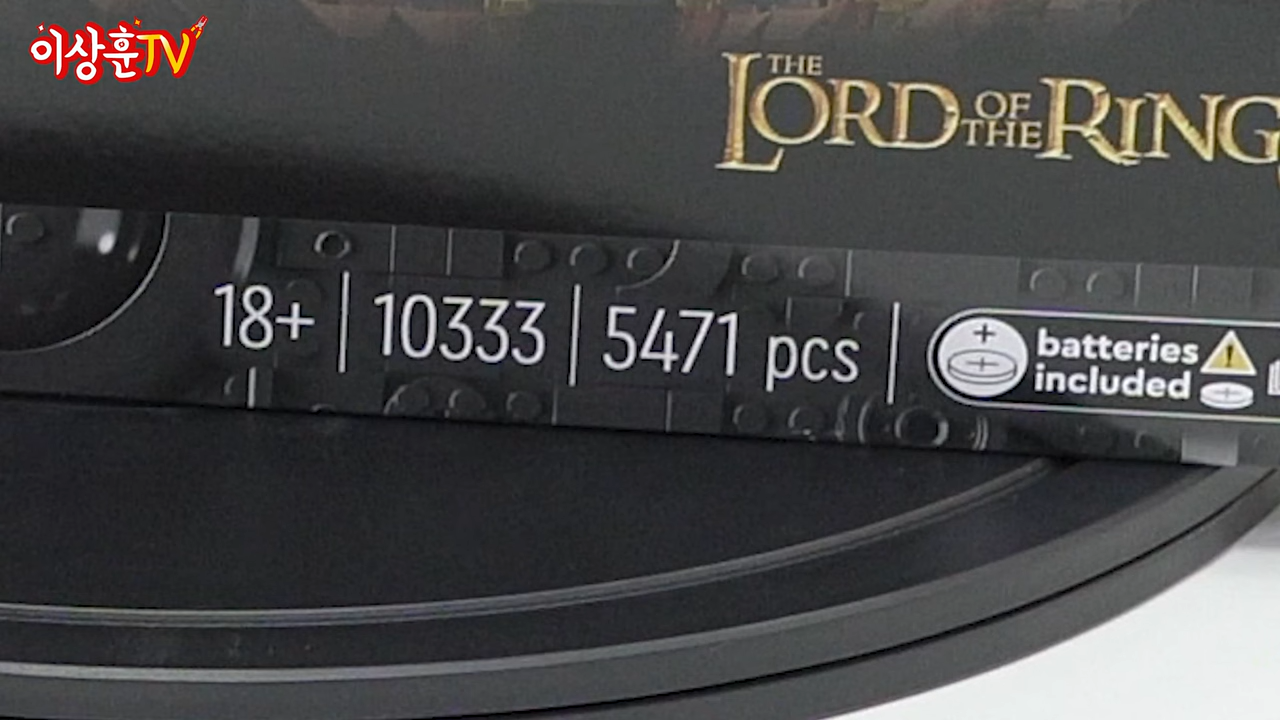 이상훈TV
THE
LORD OF THE RING
18+ | 10333 | 5471 pcs |
batteries
included